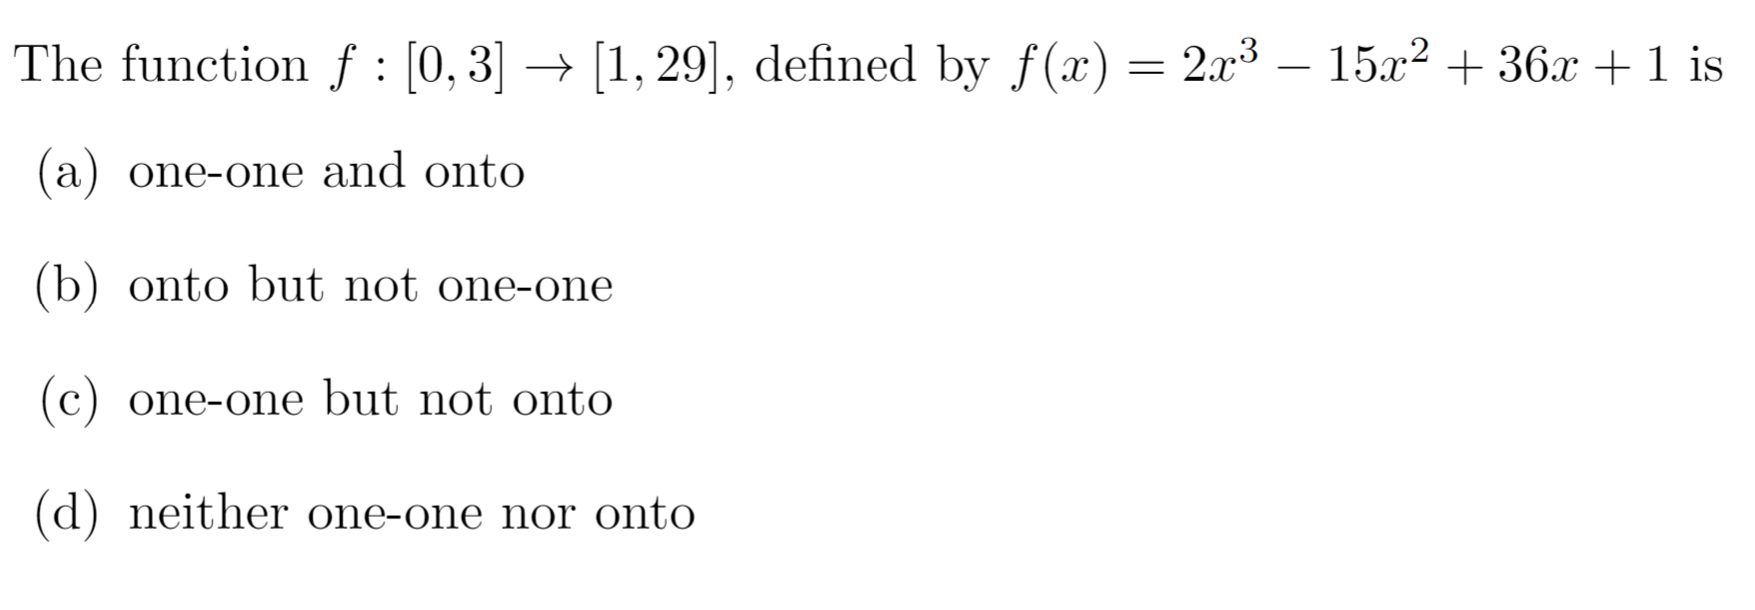 The function f : [0, 3] → [1, 29], defined by f(x) = 2x³ − 15x² + 36x + 1 is
(a) one-one and onto
(b) onto but not one-one
(c) one-one but not onto
(d) neither one-one nor onto